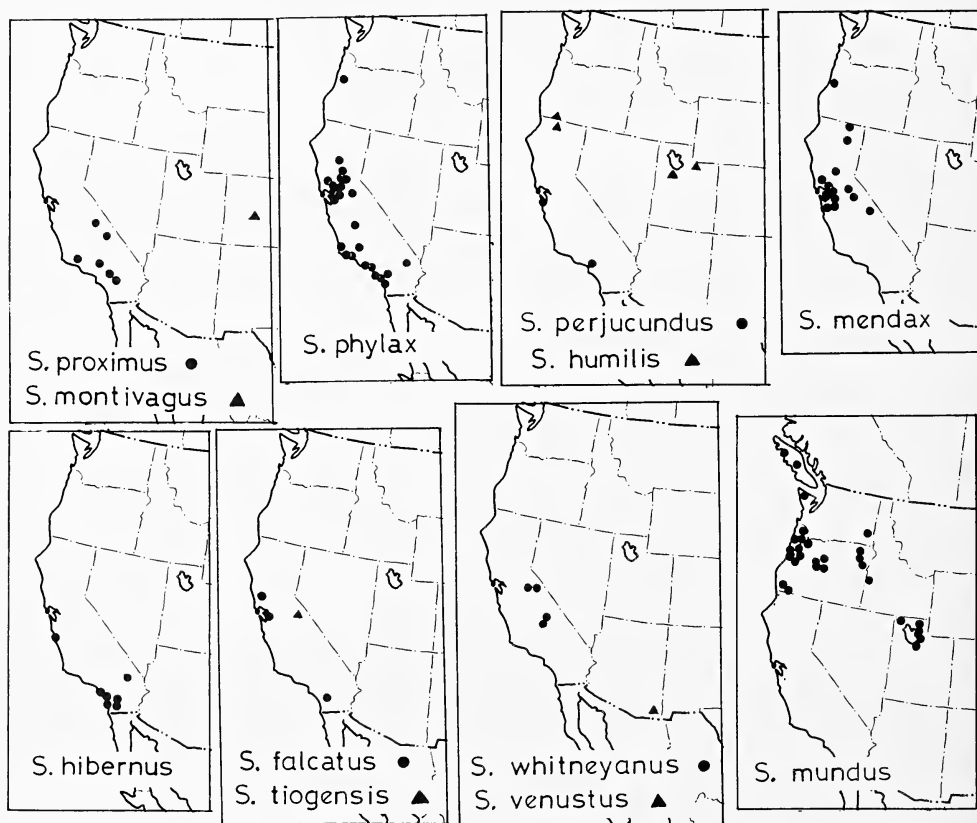 S. proximus ●
S. montivagus ▲
S. phylax
S. perjucundus ●
S. humilis ▲
S. mendax
S. hibernus
S. falcatus ●
S. tiogensis ▲
S. whitneyanus ●
S. venustus ▲
S. mundus